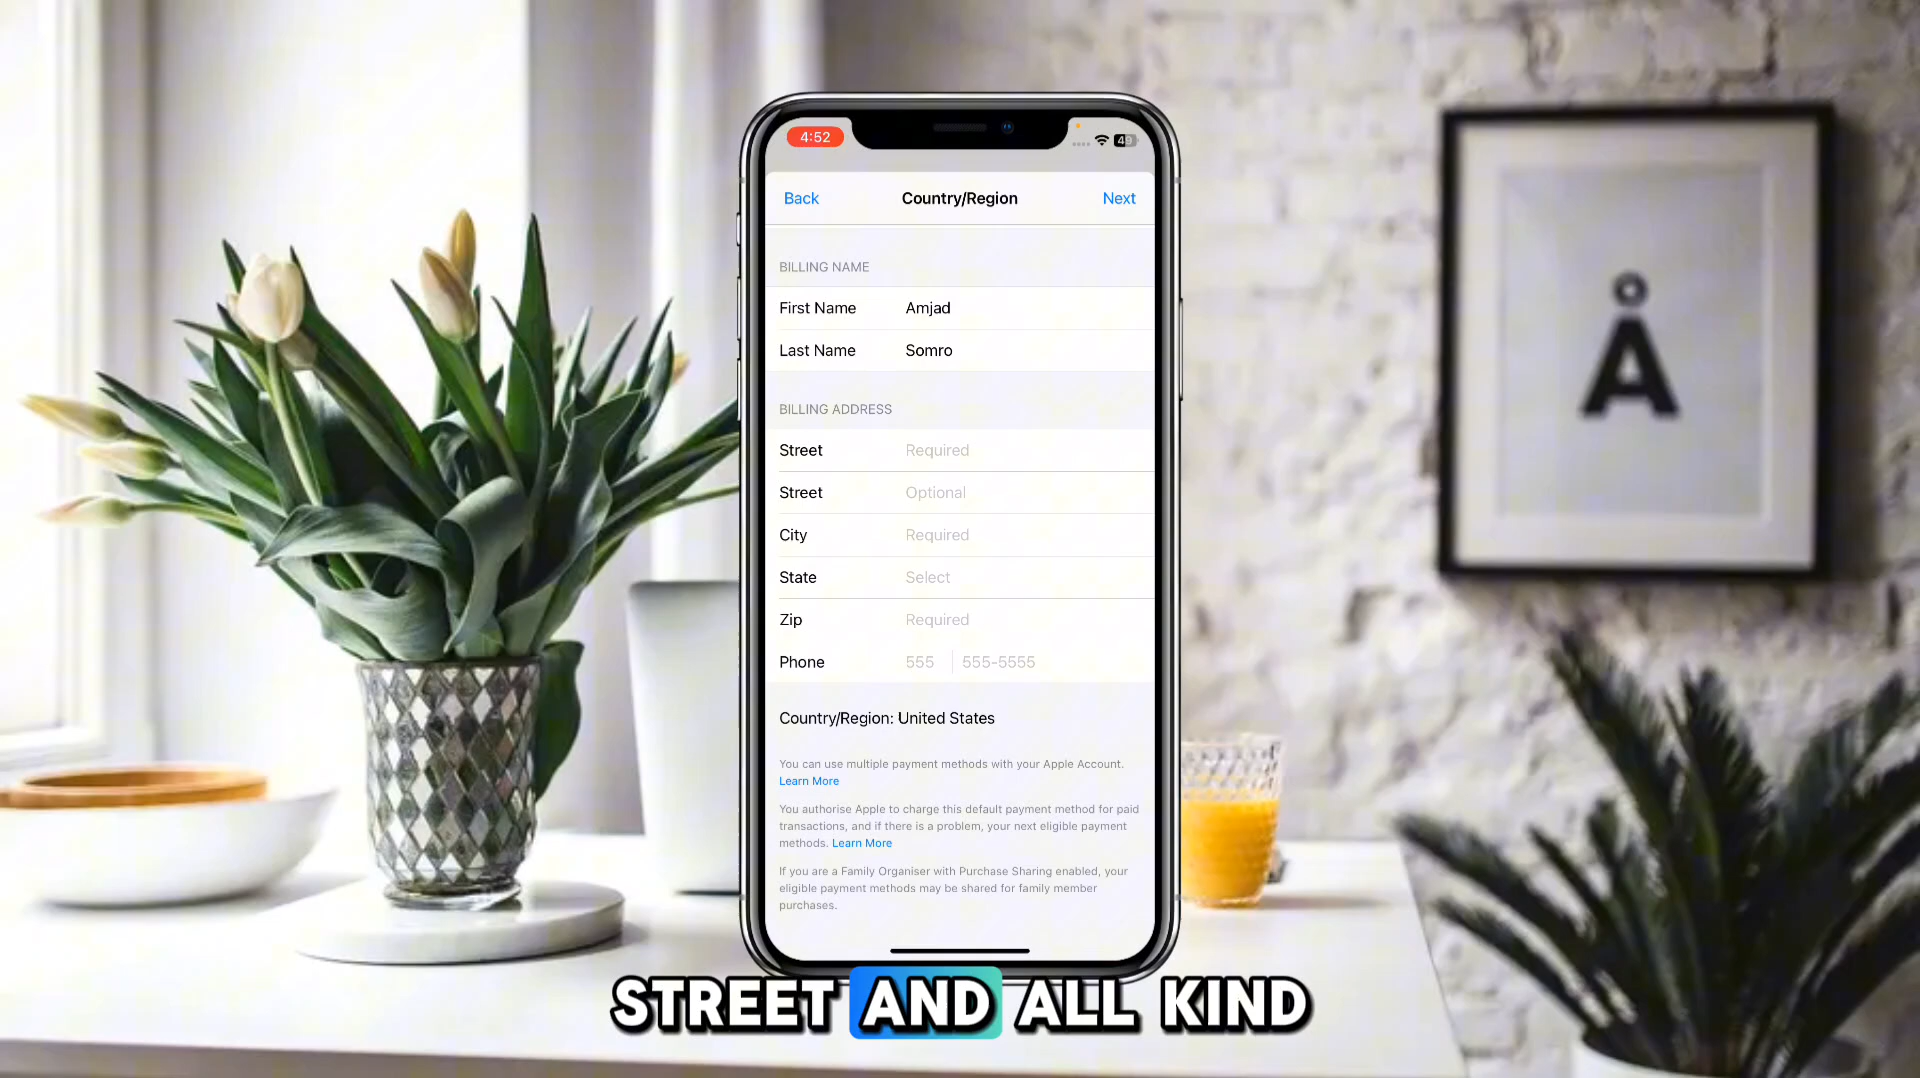 4:52
49
Back Country/Region Next
BILLING NAME
First Name Amjad
Last Name Somro
BILLING ADDRESS
Street Required
Street Optional
City Required
State Select
Zip Required
Phone 555 555-5555
Country/Region: United States
You can use multiple payment methods with your Apple Account.
Learn More
You authorise Apple to charge this default payment method for paid
transactions, and if there is a problem, your next eligible payment
methods. Learn More
If you are a Family Organiser with Purchase Sharing enabled, your
eligible payment methods may be shared for family member
purchases.
Å
STREET AND ALL KIND